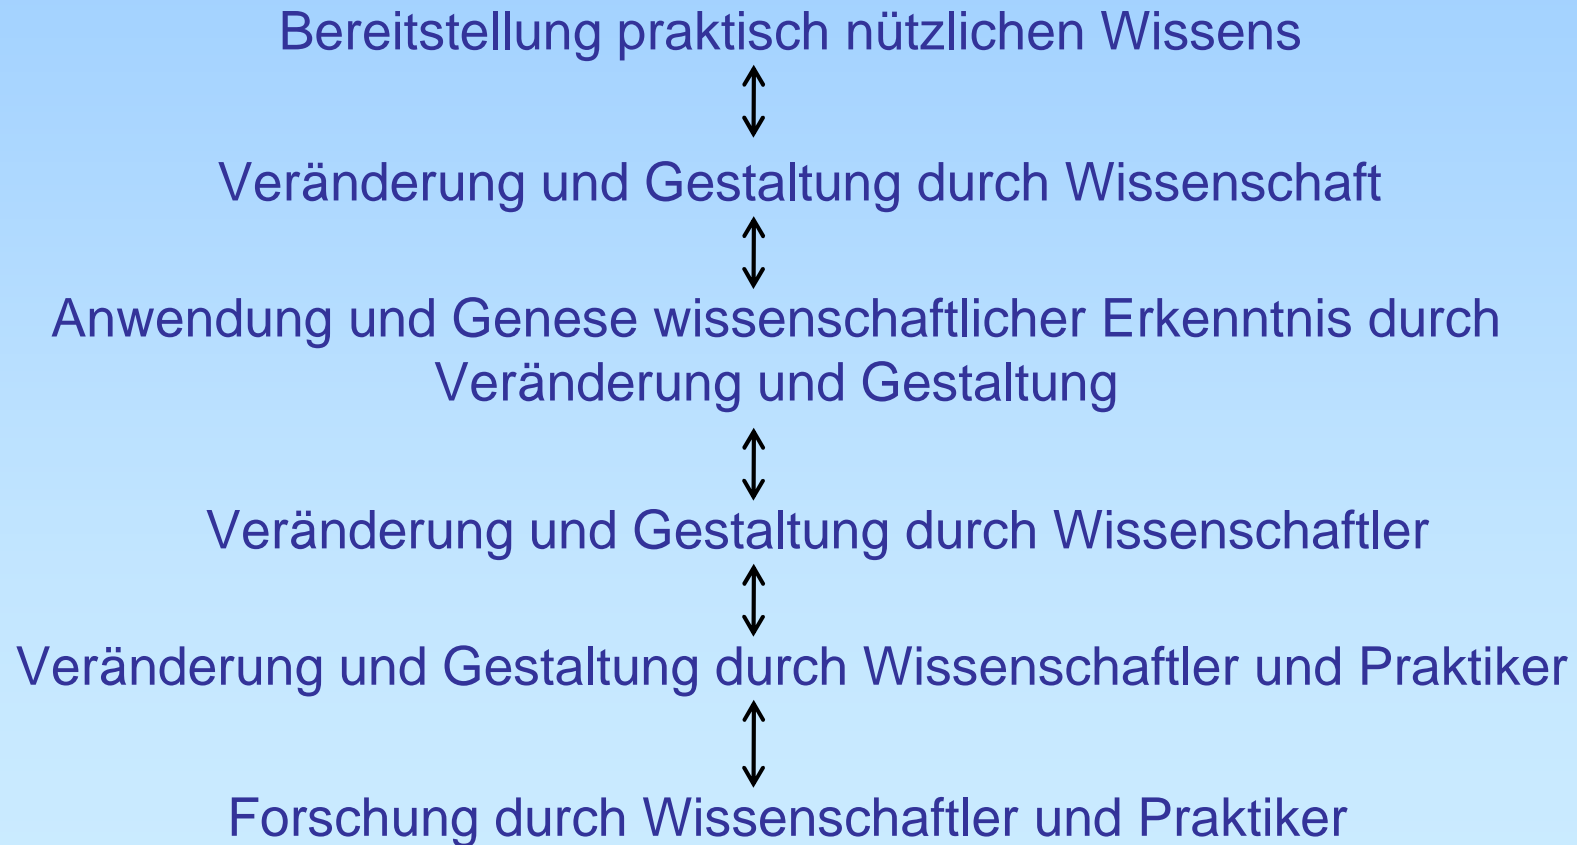 Bereitstellung praktisch nützlichen Wissens
Veränderung und Gestaltung durch Wissenschaft
Anwendung und Genese wissenschaftlicher Erkenntnis durch
Veränderung und Gestaltung
Veränderung und Gestaltung durch Wissenschaftler
Veränderung und Gestaltung durch Wissenschaftler und Praktiker
Forschung durch Wissenschaftler und Praktiker